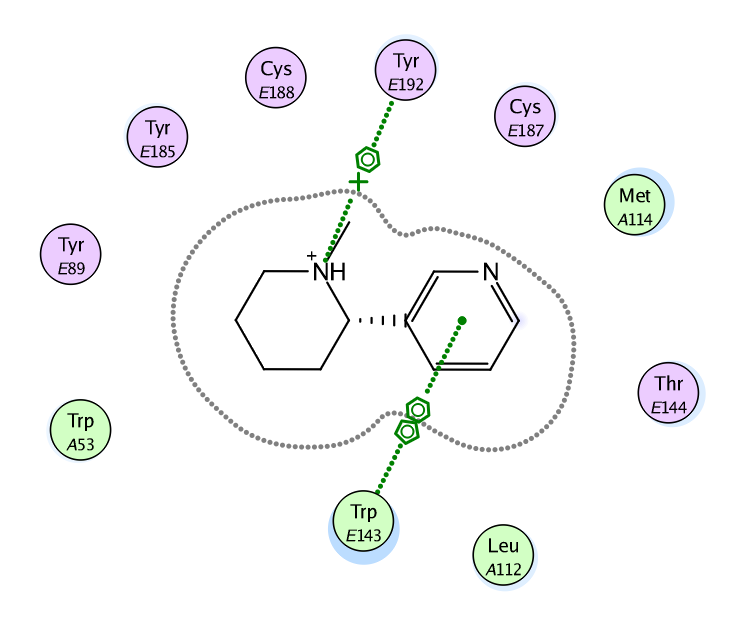 Tyr
E192
Cys
E188
Cys
E187
Tyr
E185
Met
A114
Tyr
E89
+
NH
N
Thr
E144
Trp
A53
Trp
E143
Leu
A112